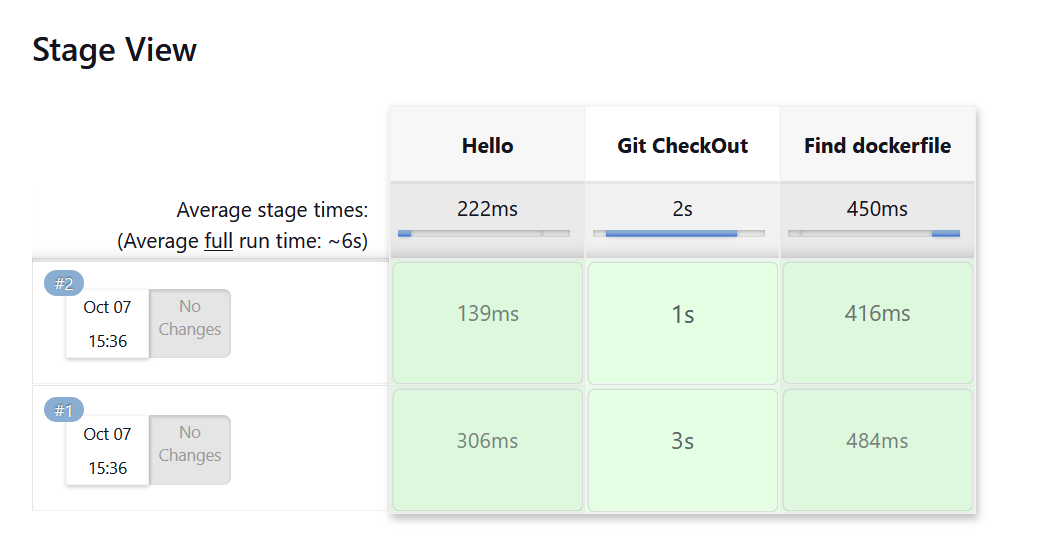 Stage View
Hello Git CheckOut Find dockerfile
Average stage times: 222ms 2s 450ms
(Average full run time: ~6s)
#2
Oct 07
15:36
No
Changes
139ms 1s 416ms
#1
Oct 07
15:36
No
Changes
306ms 3s 484ms